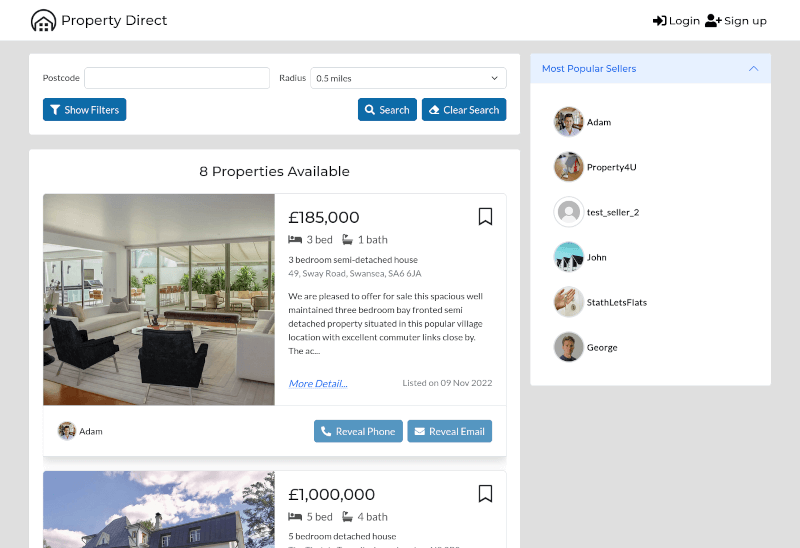 Property Direct
Login Sign up
Postcode Radius 0.5 miles
Show Filters Search Clear Search
8 Properties Available
£185,000
3 bed 1 bath
3 bedroom semi-detached house
49, Sway Road, Swansea, SA6 6JA
We are pleased to offer for sale this spacious well
maintained three bedroom bay fronted semi
detached property situated in this popular village
location with excellent commuter links close by.
The ac...
More Detail... Listed on 09 Nov 2022
Adam Reveal Phone Reveal Email
£1,000,000
5 bed 4 bath
5 bedroom detached house
Most Popular Sellers
Adam
Property4U
test_seller_2
John
StathLetsFlats
George